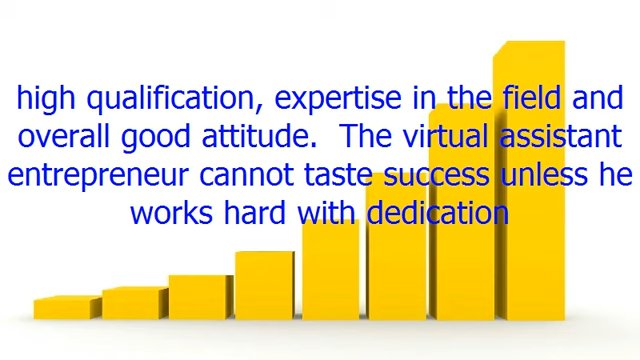 high qualification, expertise in the field and
overall good attitude.  The virtual assistant
entrepreneur cannot taste success unless he
works hard with dedication